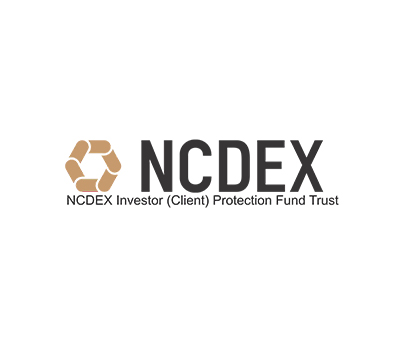 NCDEX
NCDEX Investor (Client) Protection Fund Trust